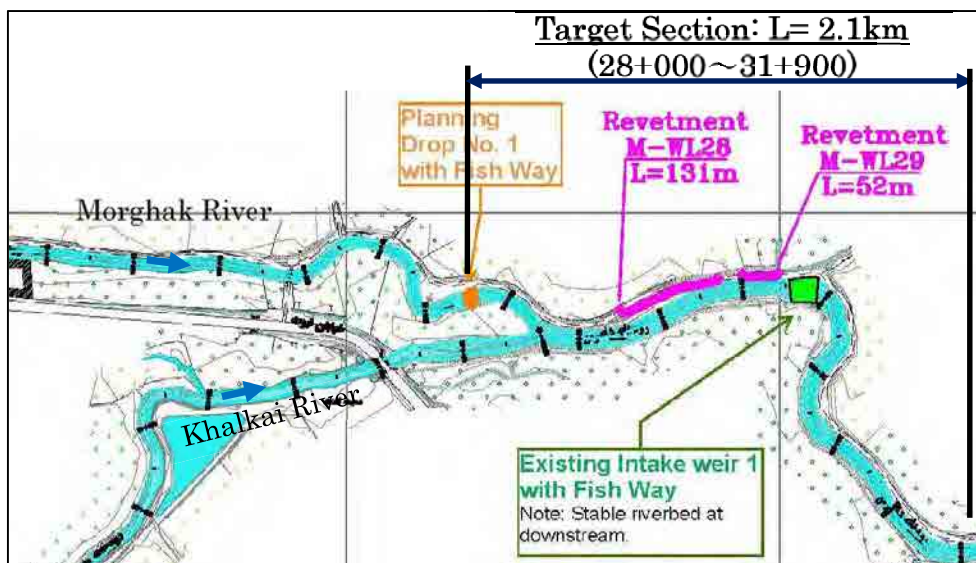 Target Section: L= 2.1km
(28+000～31+900)
Planning
Drop No. 1
with Fish Way
Revetment
M-WL28
L=131m
Revetment
M-WL29
L=52m
Morghak River
Khalkai River
Existing Intake weir 1
with Fish Way
Note: Stable riverbed at
downstream.